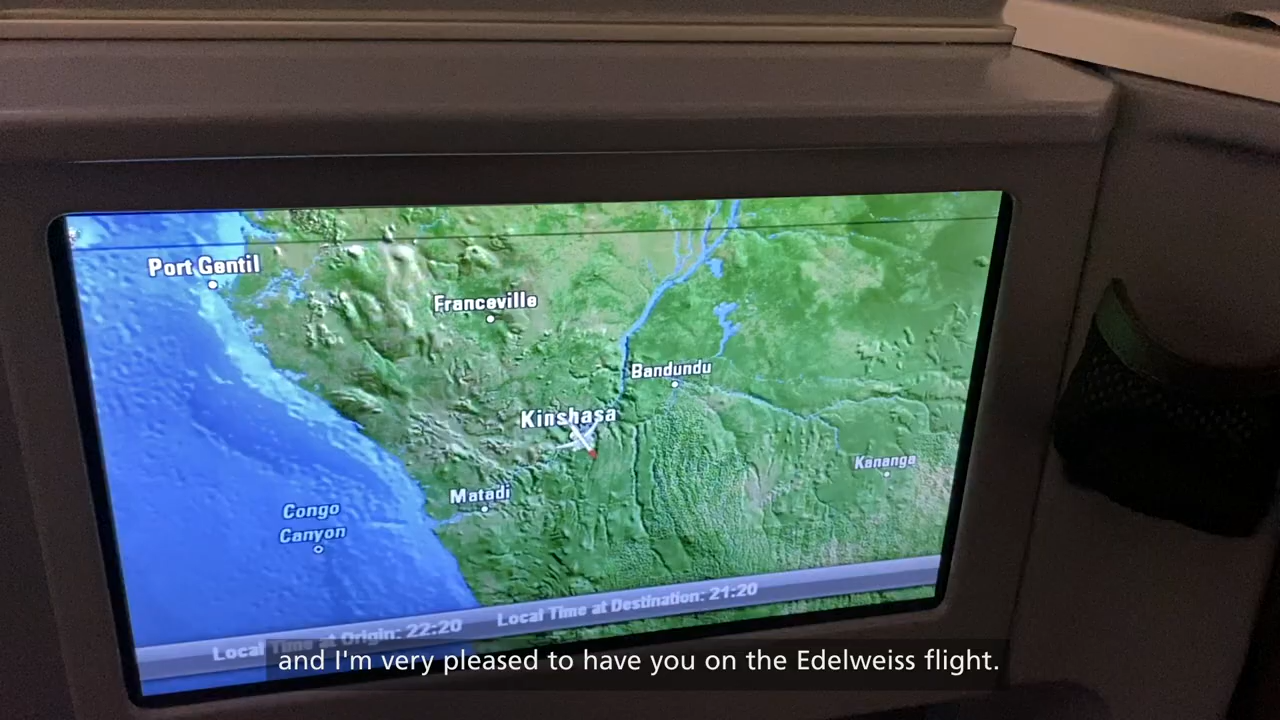 Port Gentil
Franceville
Bandundu
Kinshasa
Kananga
Matadi
Congo
Canyon
Local Time at Origin: 22:20 Local Time at Destination: 21:20
and I'm very pleased to have you on the Edelweiss flight.